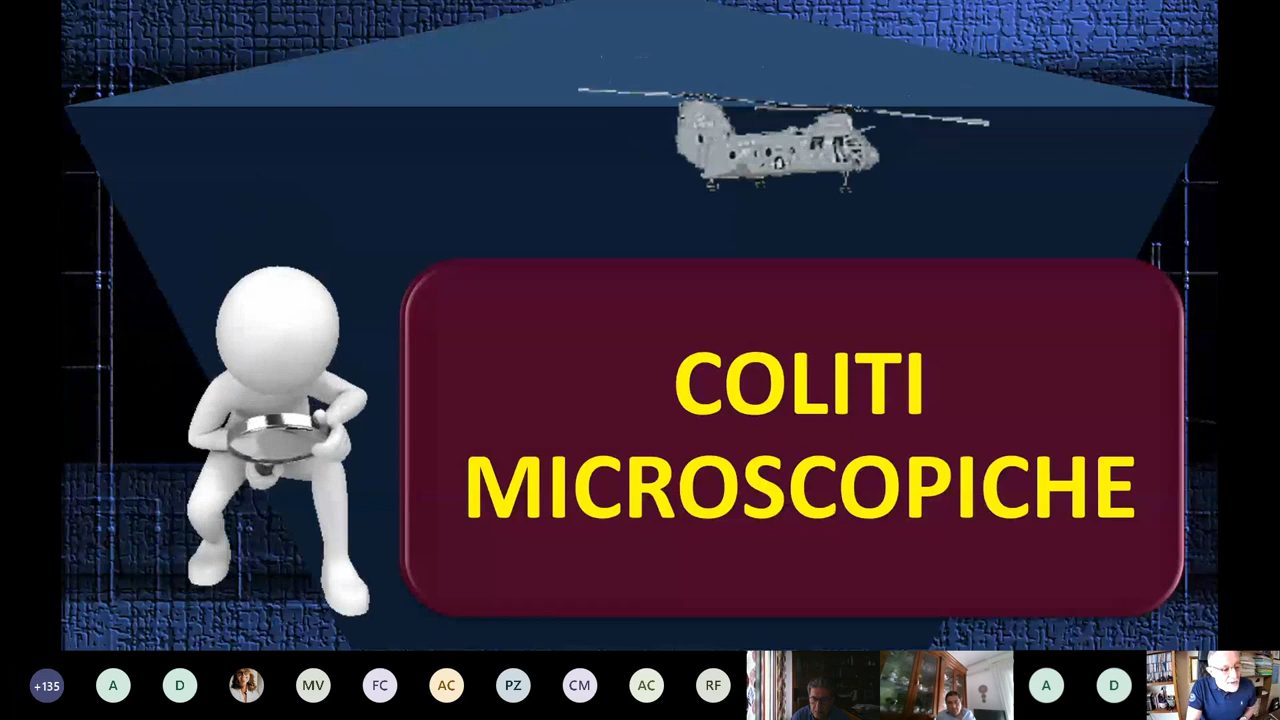 COLITI
MICROSCOPICHE
+135
A
D
MV
FC
AC
PZ
CM
AC
RF
A
D